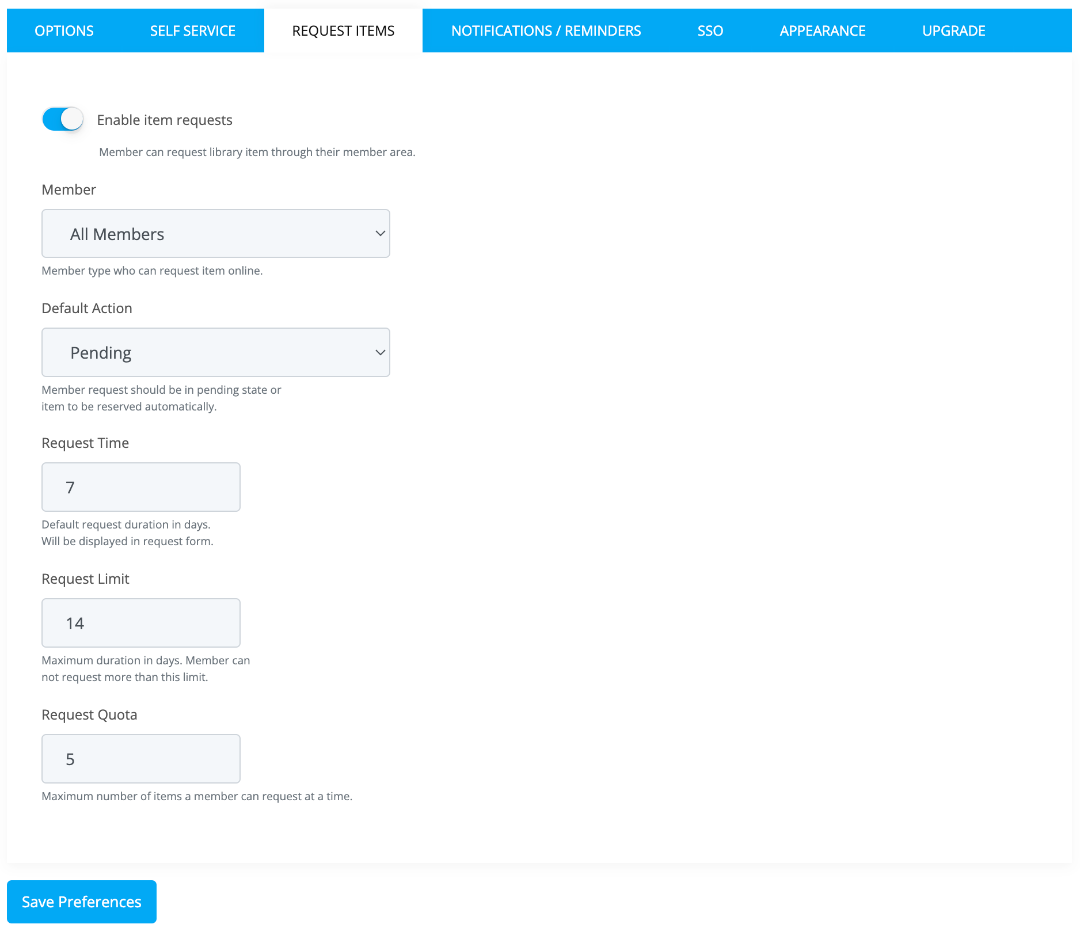 OPTIONS SELF SERVICE REQUEST ITEMS NOTIFICATIONS / REMINDERS SSO APPEARANCE UPGRADE
Enable item requests
Member can request library item through their member area.
Member
All Members
Member type who can request item online.
Default Action
Pending
Member request should be in pending state or
item to be reserved automatically.
Request Time
7
Default request duration in days.
Will be displayed in request form.
Request Limit
14
Maximum duration in days. Member can
not request more than this limit.
Request Quota
5
Maximum number of items a member can request at a time.
Save Preferences